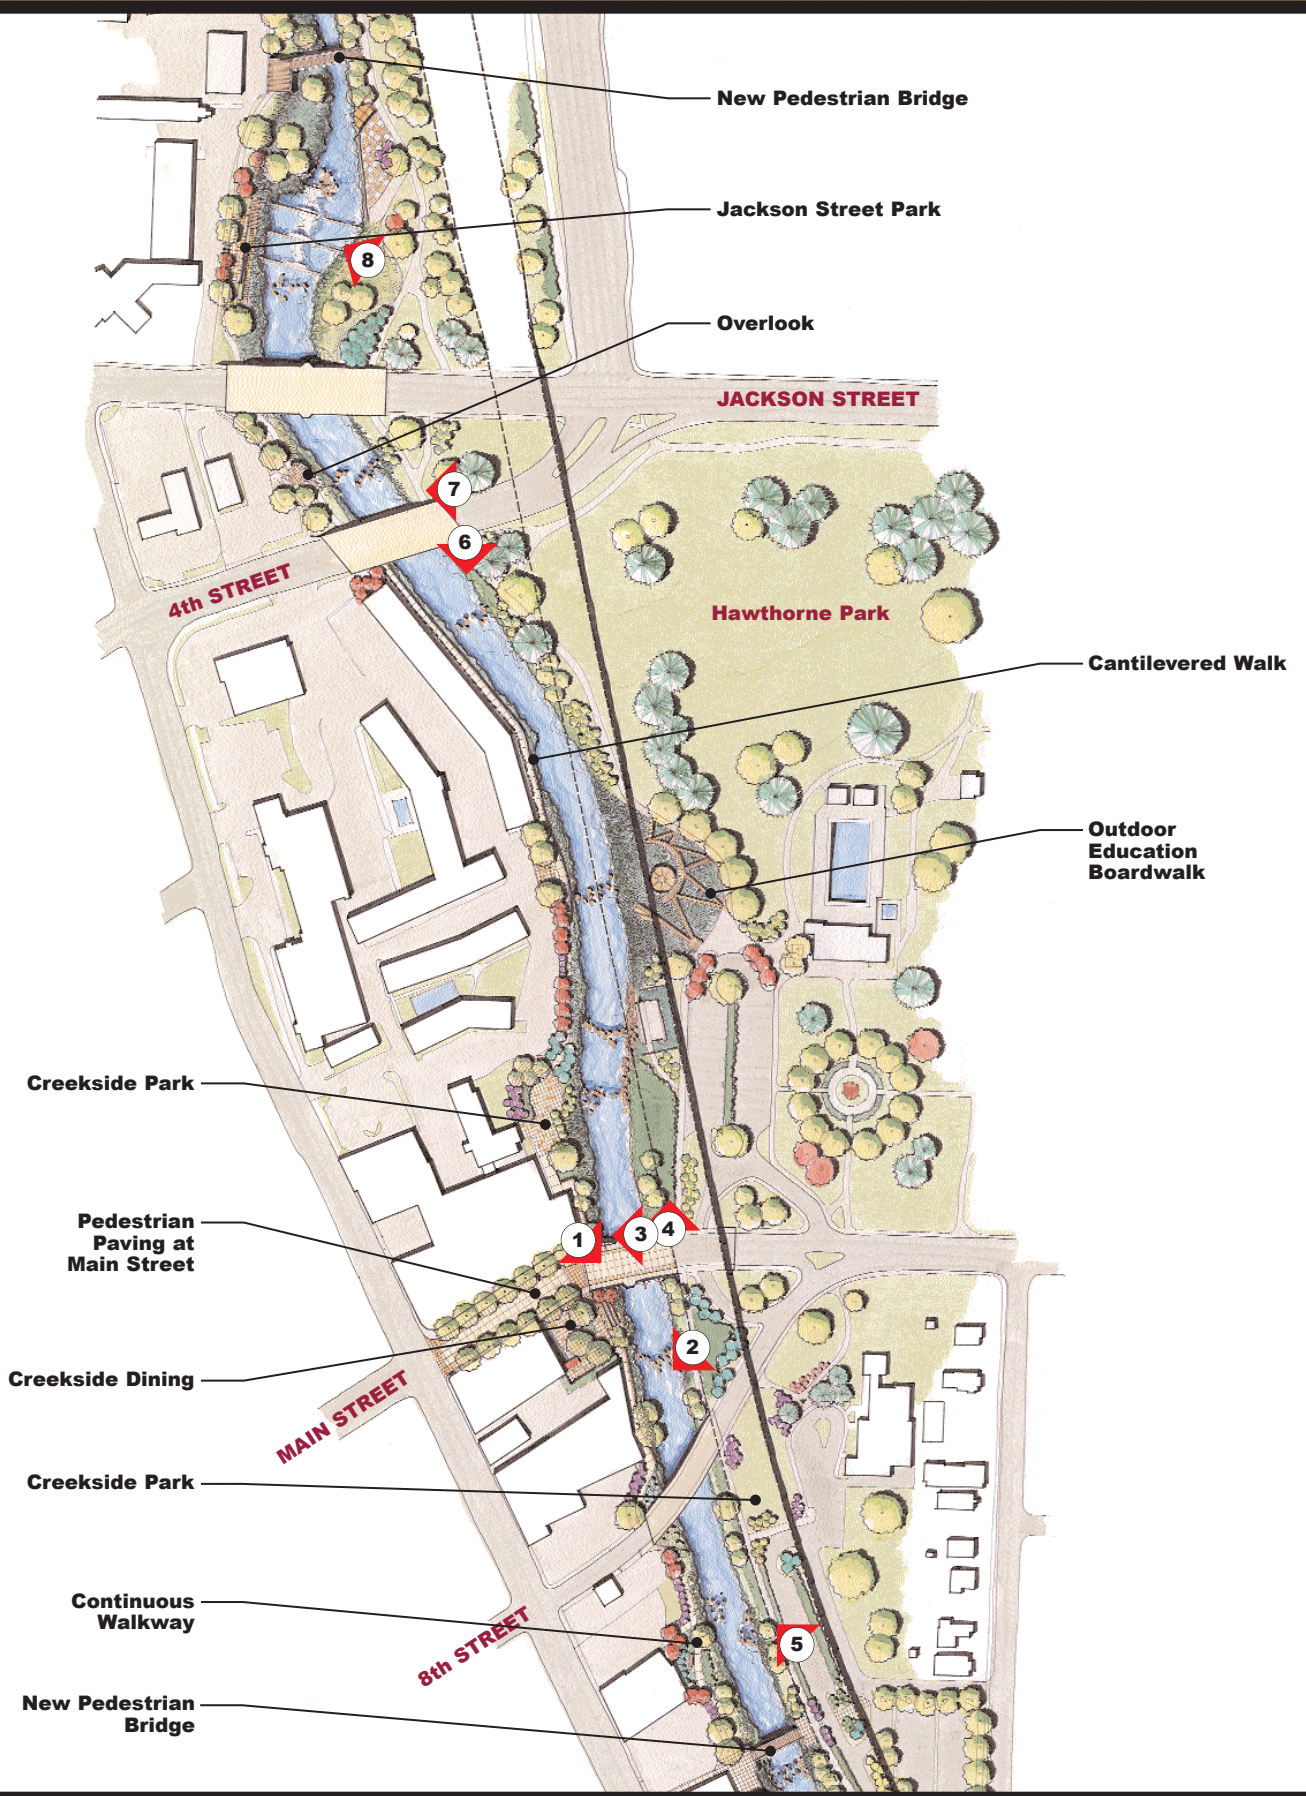 New Pedestrian Bridge
Jackson Street Park
8
Overlook
JACKSON STREET
7
6
4th STREET
Hawthorne Park
Cantilevered Walk
Outdoor
Education
Boardwalk
Creekside Park
Pedestrian
Paving at
Main Street
1
3
4
2
Creekside Dining
MAIN STREET
Creekside Park
Continuous
Walkway
8th STREET
5
New Pedestrian
Bridge